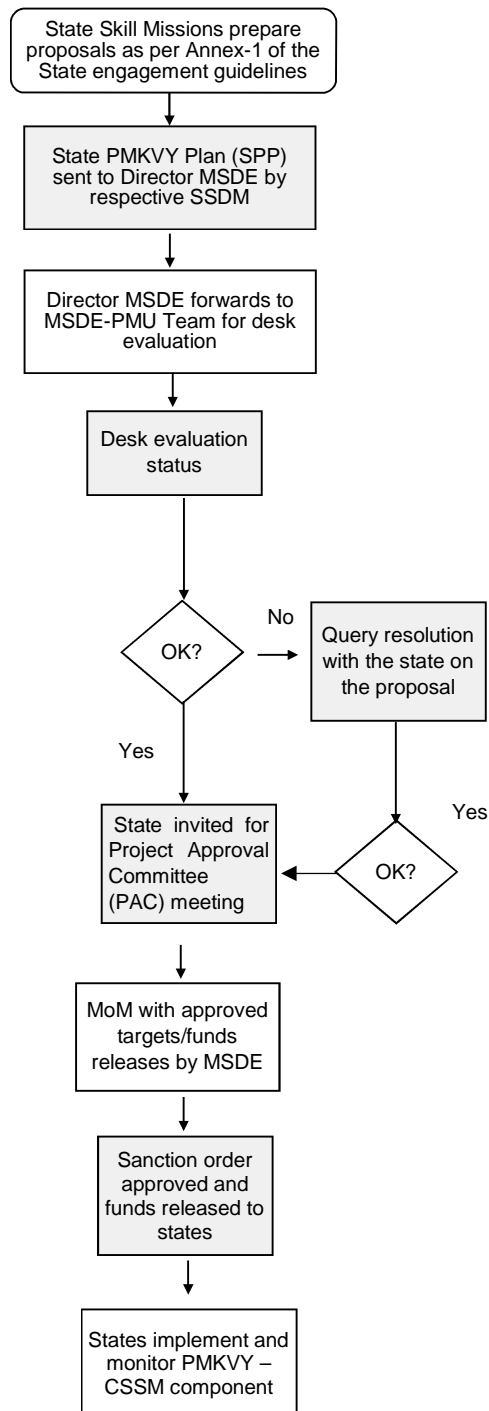 State Skill Missions prepare
proposals as per Annex-1 of the
State engagement guidelines
State PMKVY Plan (SPP)
sent to Director MSDE by
respective SSDM
Director MSDE forwards to
MSDE-PMU Team for desk
evaluation
Desk evaluation
status
OK?
No
Query resolution
with the state on
the proposal
Yes
Yes
State invited for
Project Approval
Committee
(PAC) meeting
OK?
MoM with approved
targets/funds
releases by MSDE
Sanction order
approved and
funds released to
states
States implement and
monitor PMKVY –
CSSM component